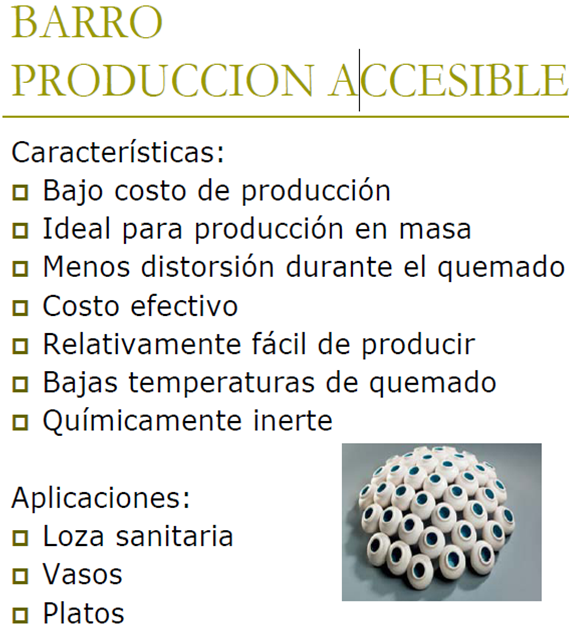 BARRO
PRODUCCION ACCESIBLE
Características:
Bajo costo de producción
Ideal para producción en masa
Menos distorsión durante el quemado
Costo efectivo
Relativamente fácil de producir
Bajas temperaturas de quemado
Químicamente inerte
Aplicaciones:
Loza sanitaria
Vasos
Platos